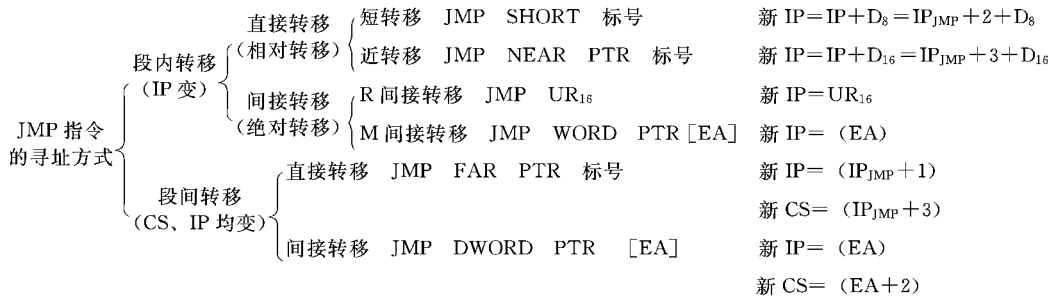 短转移 JMP SHORT 标号 新 IP=IP+D₈=IP_JMP+2+D₈
直接转移
(相对转移)
近转移 JMP NEAR PTR 标号 新 IP=IP+D₁₆=IP_JMP+3+D₁₆
段内转移
(IP 变)
R 间接转移 JMP UR₁₆ 新 IP=UR₁₆
间接转移
(绝对转移)
M 间接转移 JMP WORD PTR [EA] 新 IP= (EA)
JMP 指令
的寻址方式
直接转移 JMP FAR PTR 标号 新 IP= (IP_JMP+1)
段间转移
(CS、IP 均变)
新 CS= (IP_JMP+3)
间接转移 JMP DWORD PTR [EA] 新 IP= (EA)
新 CS= (EA+2)